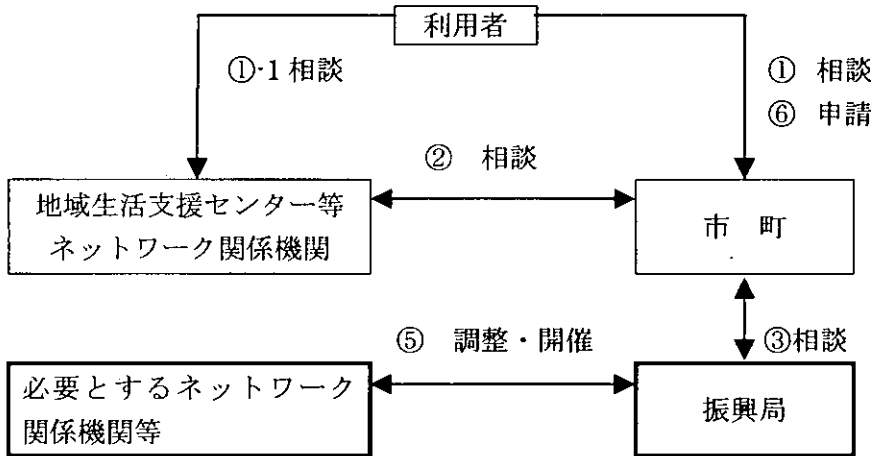 利用者
①-1 相談
① 相談
⑥ 申請
② 相談
地域生活支援センター等
ネットワーク関係機関
市 町
⑤ 調整・開催
③相談
必要とするネットワーク
関係機関等
振興局